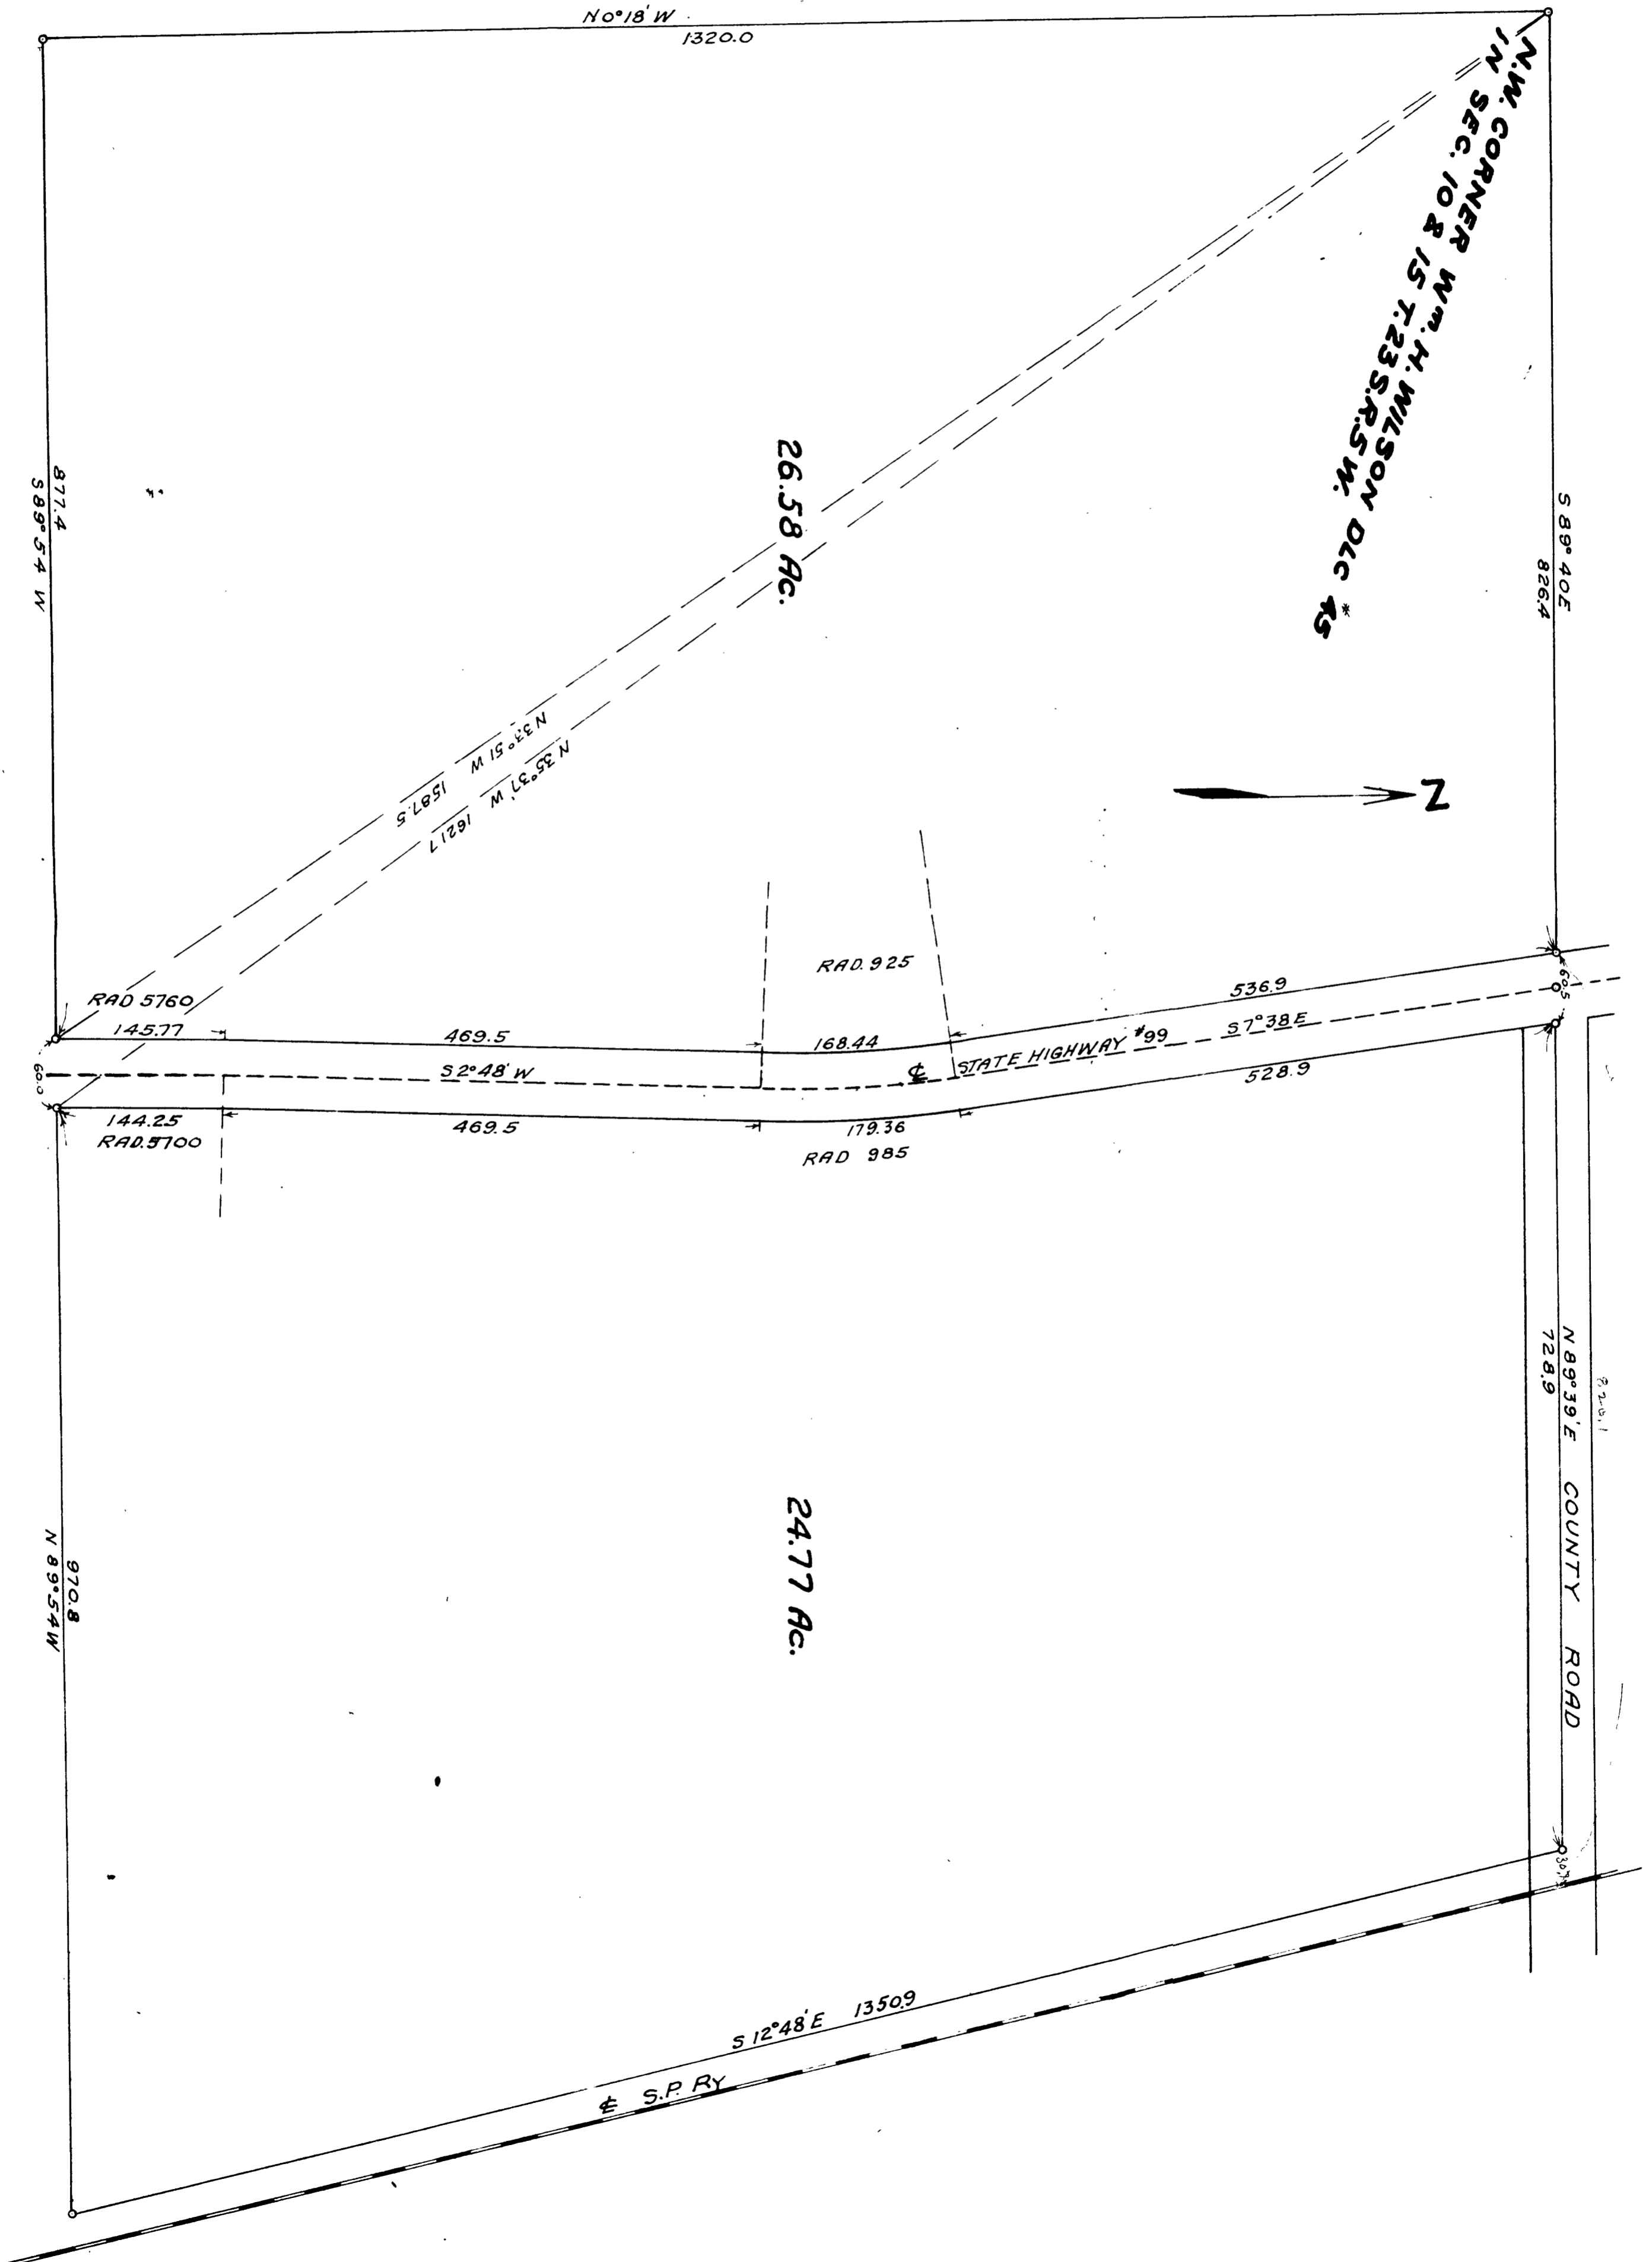 N 0°18' W
1320.0
N.W. CORNER Wm. H. WILSON DLC #45
IN SEC. 10 & 15 T.23 S.R.5 W.
S 89°40 E
826.4
877.4
S 89°54 W
26.58 Ac.
N 33°51 W 1587.5
N 35°37' W 1621.7
N
RAD. 925
RAD 5760
145.77
469.5
168.44
536.9
60.5
60.0
S 2°48' W
℄ STATE HIGHWAY #99 S 7°38 E
144.25
RAD. 5700
469.5
179.36
RAD 985
528.9
N 89°39' E COUNTY ROAD
728.9
24.77 Ac.
970.8
N 89°54 W
S 12°48' E 1350.9
℄ S.P. Ry